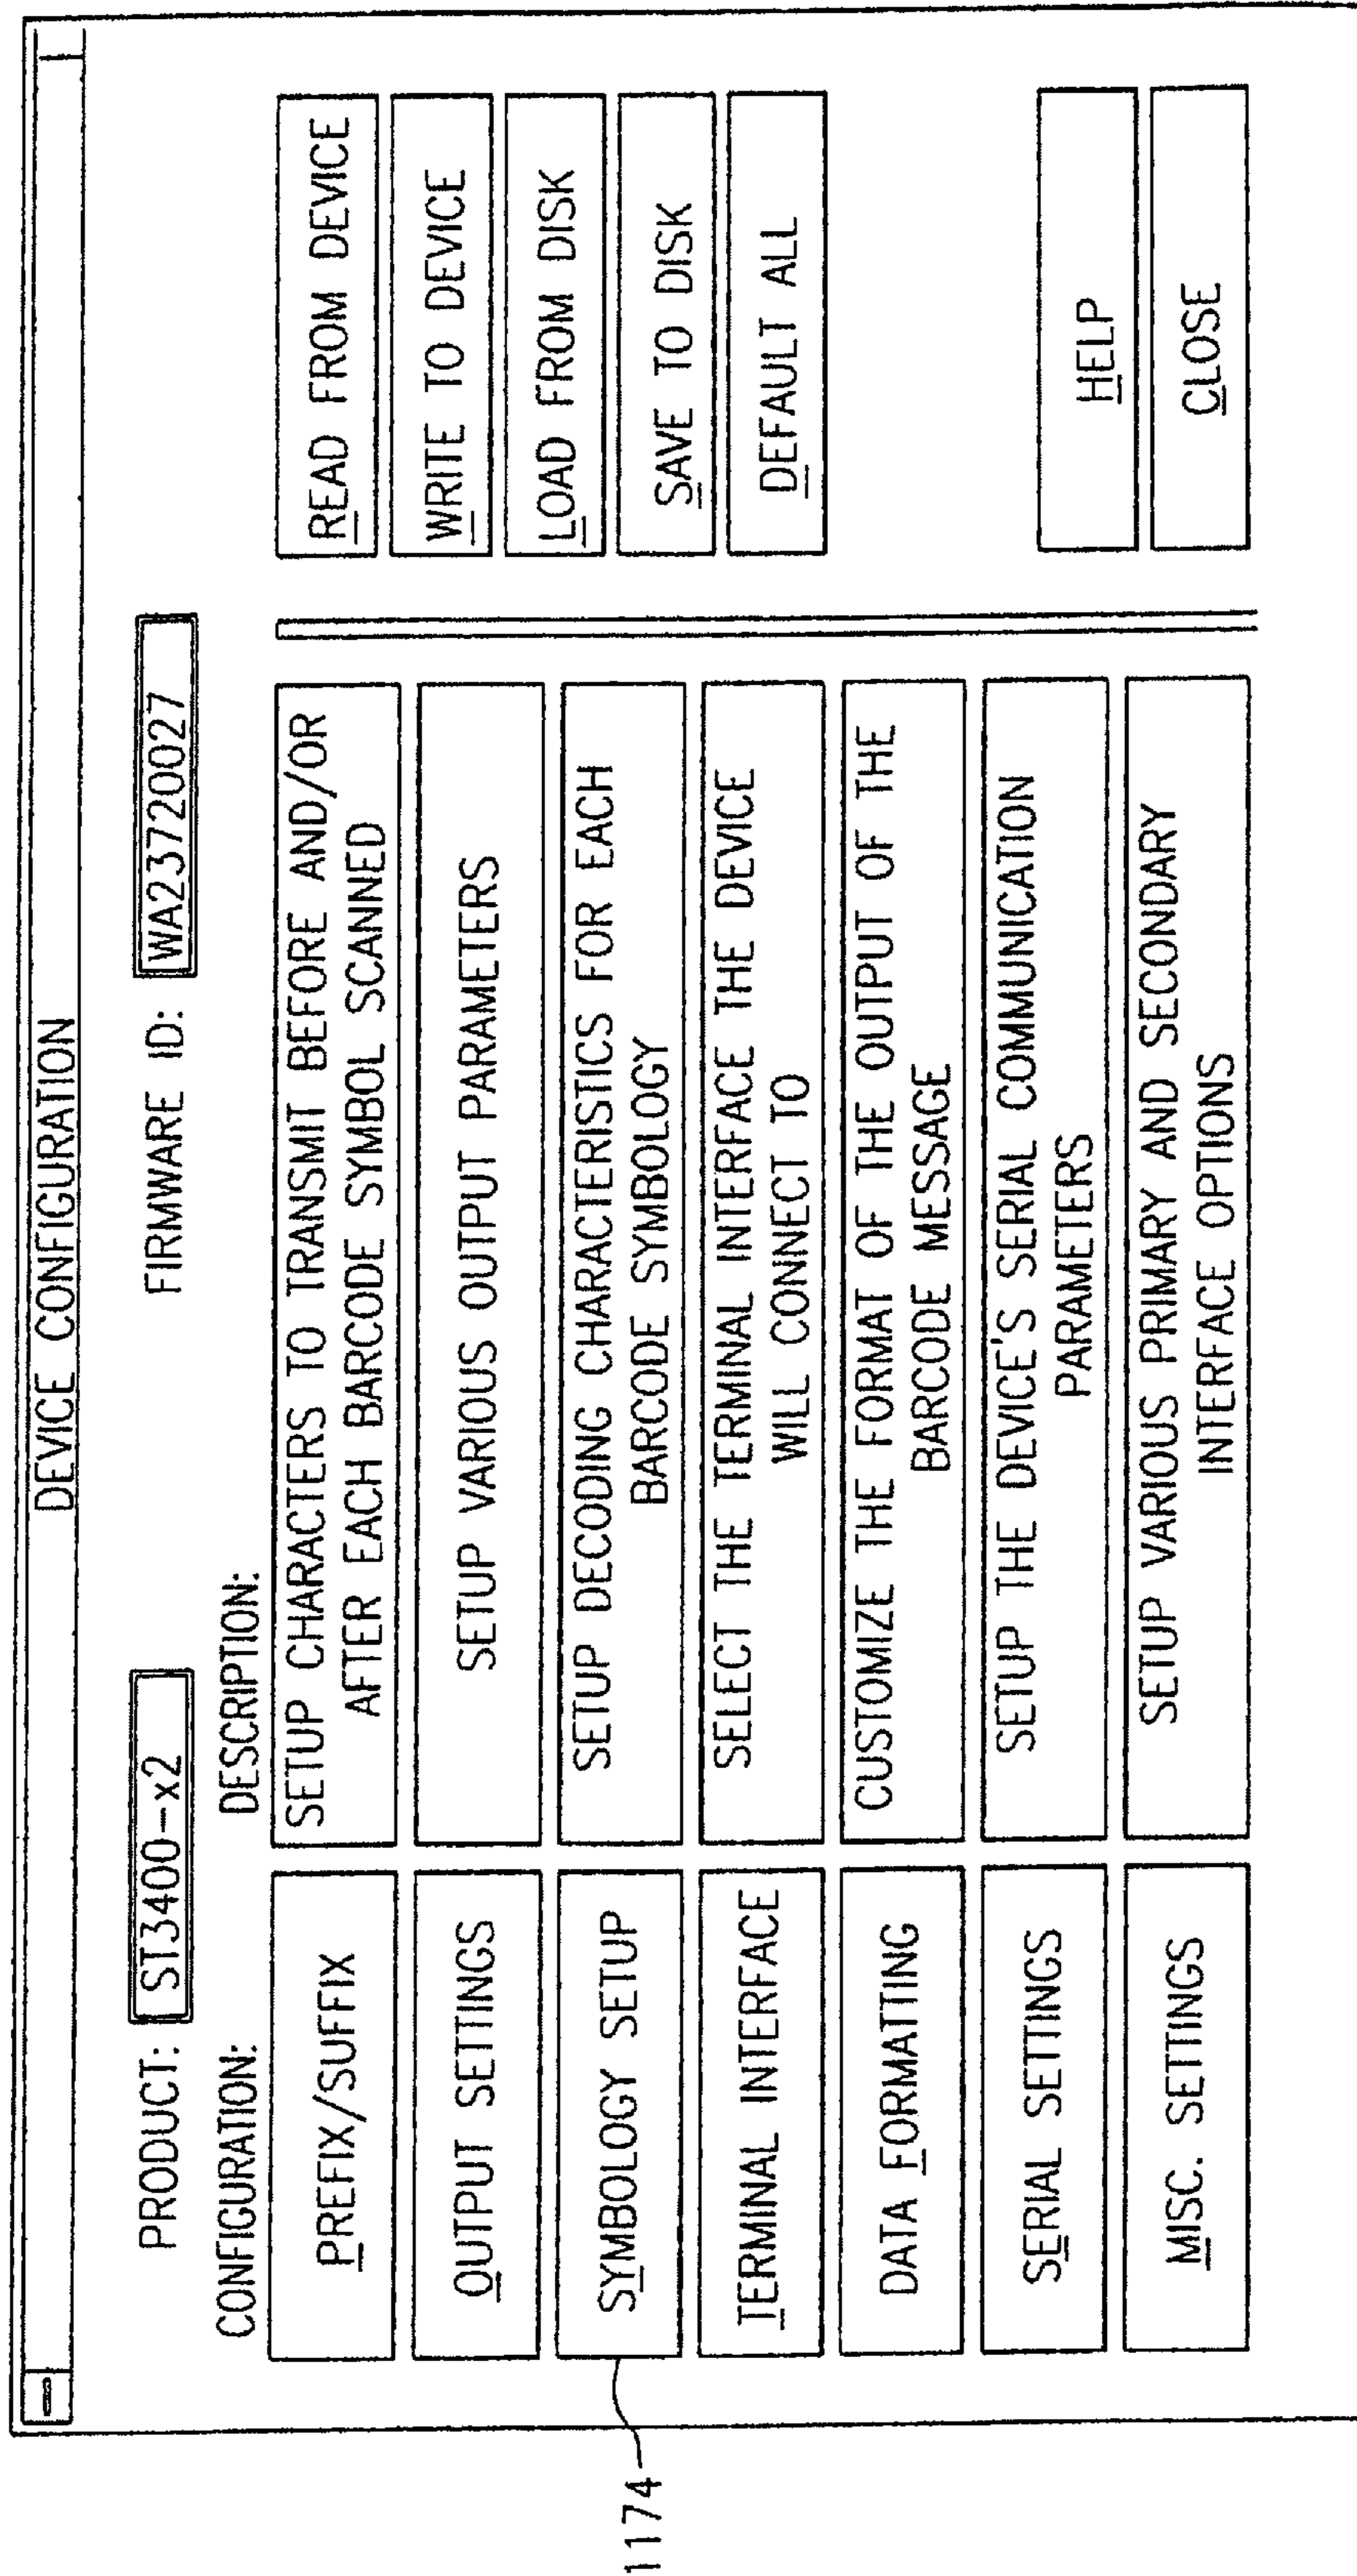 DEVICE CONFIGURATION
PRODUCT: ST3400-x2 FIRMWARE ID: WA23720027
CONFIGURATION: DESCRIPTION:
PREFIX/SUFFIX
SETUP CHARACTERS TO TRANSMIT BEFORE AND/OR
AFTER EACH BARCODE SYMBOL SCANNED
OUTPUT SETTINGS
SETUP VARIOUS OUTPUT PARAMETERS
1174
SYMBOLOGY SETUP
SETUP DECODING CHARACTERISTICS FOR EACH
BARCODE SYMBOLOGY
TERMINAL INTERFACE
SELECT THE TERMINAL INTERFACE THE DEVICE
WILL CONNECT TO
DATA FORMATTING
CUSTOMIZE THE FORMAT OF THE OUTPUT OF THE
BARCODE MESSAGE
SERIAL SETTINGS
SETUP THE DEVICE'S SERIAL COMMUNICATION
PARAMETERS
MISC. SETTINGS
SETUP VARIOUS PRIMARY AND SECONDARY
INTERFACE OPTIONS
READ FROM DEVICE
WRITE TO DEVICE
LOAD FROM DISK
SAVE TO DISK
DEFAULT ALL
HELP
CLOSE